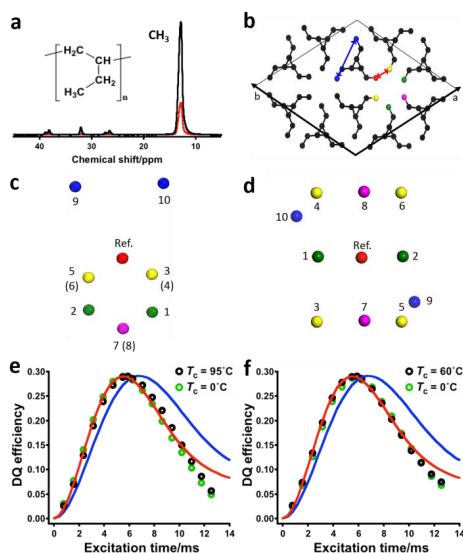 a
b
H₂C
CH
CH₂
H₃C
n
CH₃
40
30
20
10
Chemical shift/ppm
b
a
c
9
10
Ref.
5
(6)
3
(4)
2
1
7 (8)
d
4
8
6
10
Ref.
1
2
9
3
7
5
e
Tc = 95˚C
Tc = 0˚C
DQ efficiency
0.30
0.25
0.20
0.15
0.10
0.05
0.00
0 2 4 6 8 10 12 14
Excitation time/ms
f
Tc = 60˚C
Tc = 0˚C
DQ efficiency
0.30
0.25
0.20
0.15
0.10
0.05
0.00
0 2 4 6 8 10 12 14
Excitation time/ms